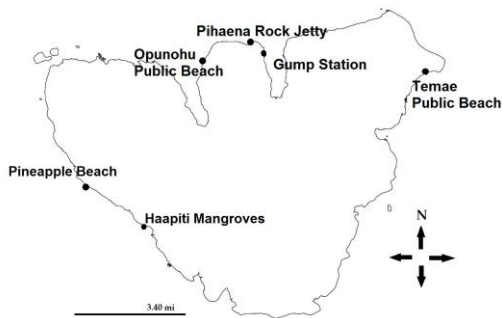 Pihaena Rock Jetty
Opunohu
Public Beach
Gump Station
Temae
Public Beach
Pineapple Beach
Haapiti Mangroves
N
3.40 mi